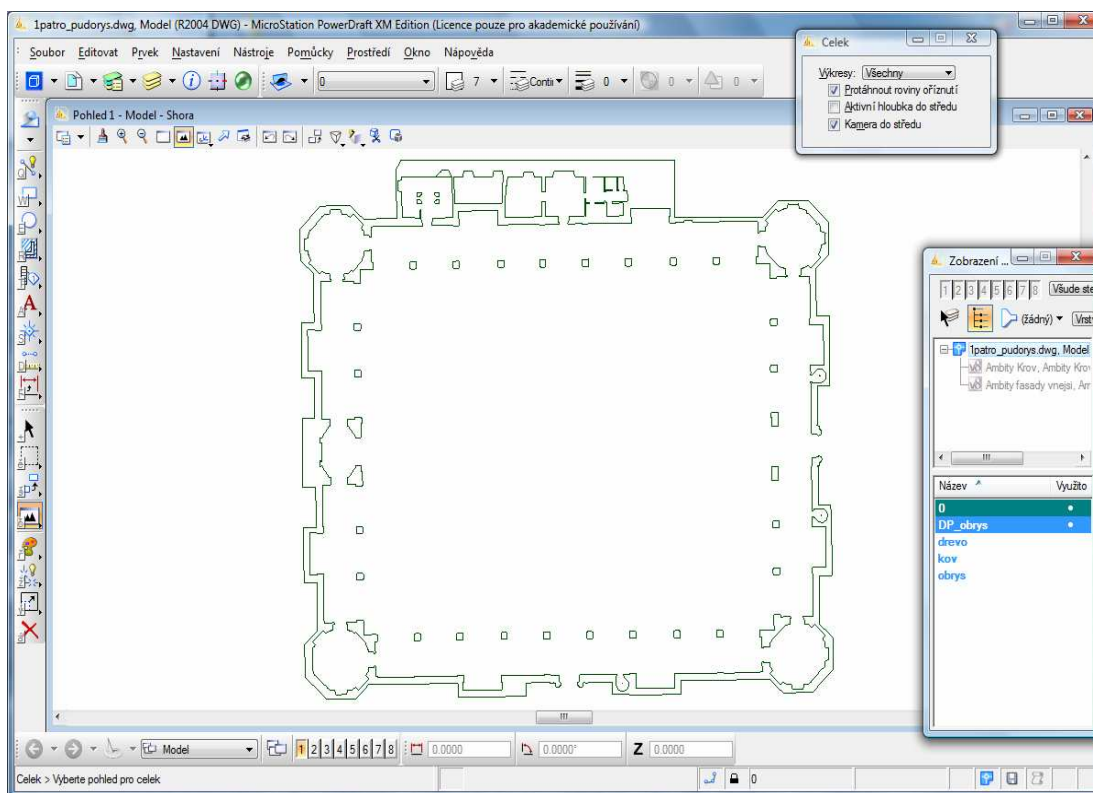 1patro_pudorys.dwg, Model (R2004 DWG) - MicroStation PowerDraft XM Edition (Licence pouze pro akademické používání)
Soubor Editovat Prvek Nastavení Nástroje Pomůcky Prostředí Okno Nápověda
0 7 Contir 0 0 0
Celek
Výkresy: Všechny
Protáhnout roviny oříznutí
Aktivní hloubka do středu
Kamera do středu
Pohled 1 - Model - Shora
Zobrazení ...
1 2 3 4 5 6 7 8 Všude ste
(žádný) Vrst
1patro_pudorys.dwg, Model
Ambity Krov, Ambity Krov
Ambity fasady vnejsi, Am
Název Využito
0
DP_obrys
drevo
kov
obrys
Model 1 2 3 4 5 6 7 8 0.0000 0.0000° Z 0.0000
Celek > Vyberte pohled pro celek 0